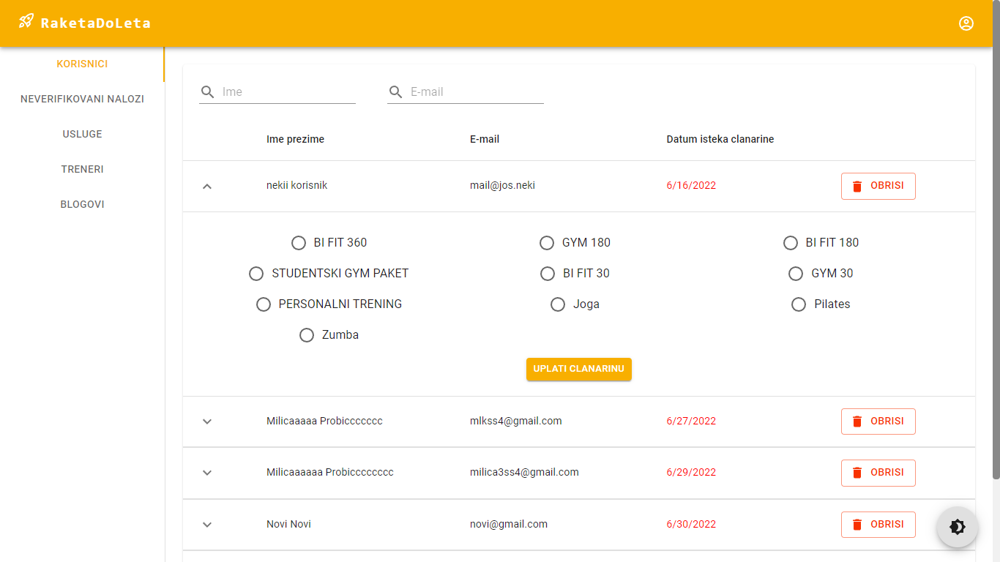 RaketaDoLeta
KORISNICI
NEVERIFIKOVANI NALOZI
USLUGE
TRENERI
BLOGOVI
Ime E-mail
Ime prezime E-mail Datum isteka clanarine
nekii korisnik mail@jos.neki 6/16/2022 OBRISI
BI FIT 360 GYM 180 BI FIT 180
STUDENTSKI GYM PAKET BI FIT 30 GYM 30
PERSONALNI TRENING Joga Pilates
Zumba
UPLATI CLANARINU
Milicaaaaa Probiccccccc mlkss4@gmail.com 6/27/2022 OBRISI
Milicaaaaaa Probicccccccc milica3ss4@gmail.com 6/29/2022 OBRISI
Novi Novi novi@gmail.com 6/30/2022 OBRISI